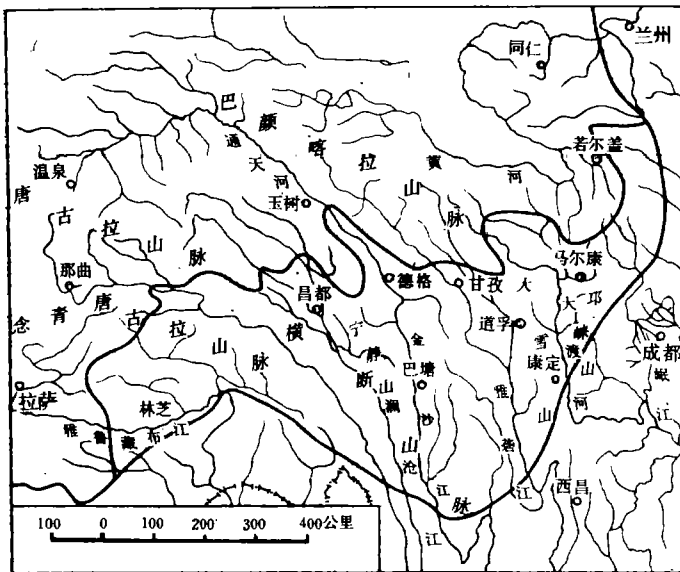 兰州
同仁
若尔盖
巴颜喀拉山脉
黄河
通天河
温泉
玉树
唐古拉山脉
那曲
念青唐古拉山脉
昌都
德格
甘孜
马尔康
大渡河
邛崃山
道孚
大雪山
康定
成都
岷江
横断山脉
宁静山
金沙江
巴塘
澜沧江
雅砻江
拉萨
林芝
雅鲁藏布江
西昌
100 0 100 200 300 400公里